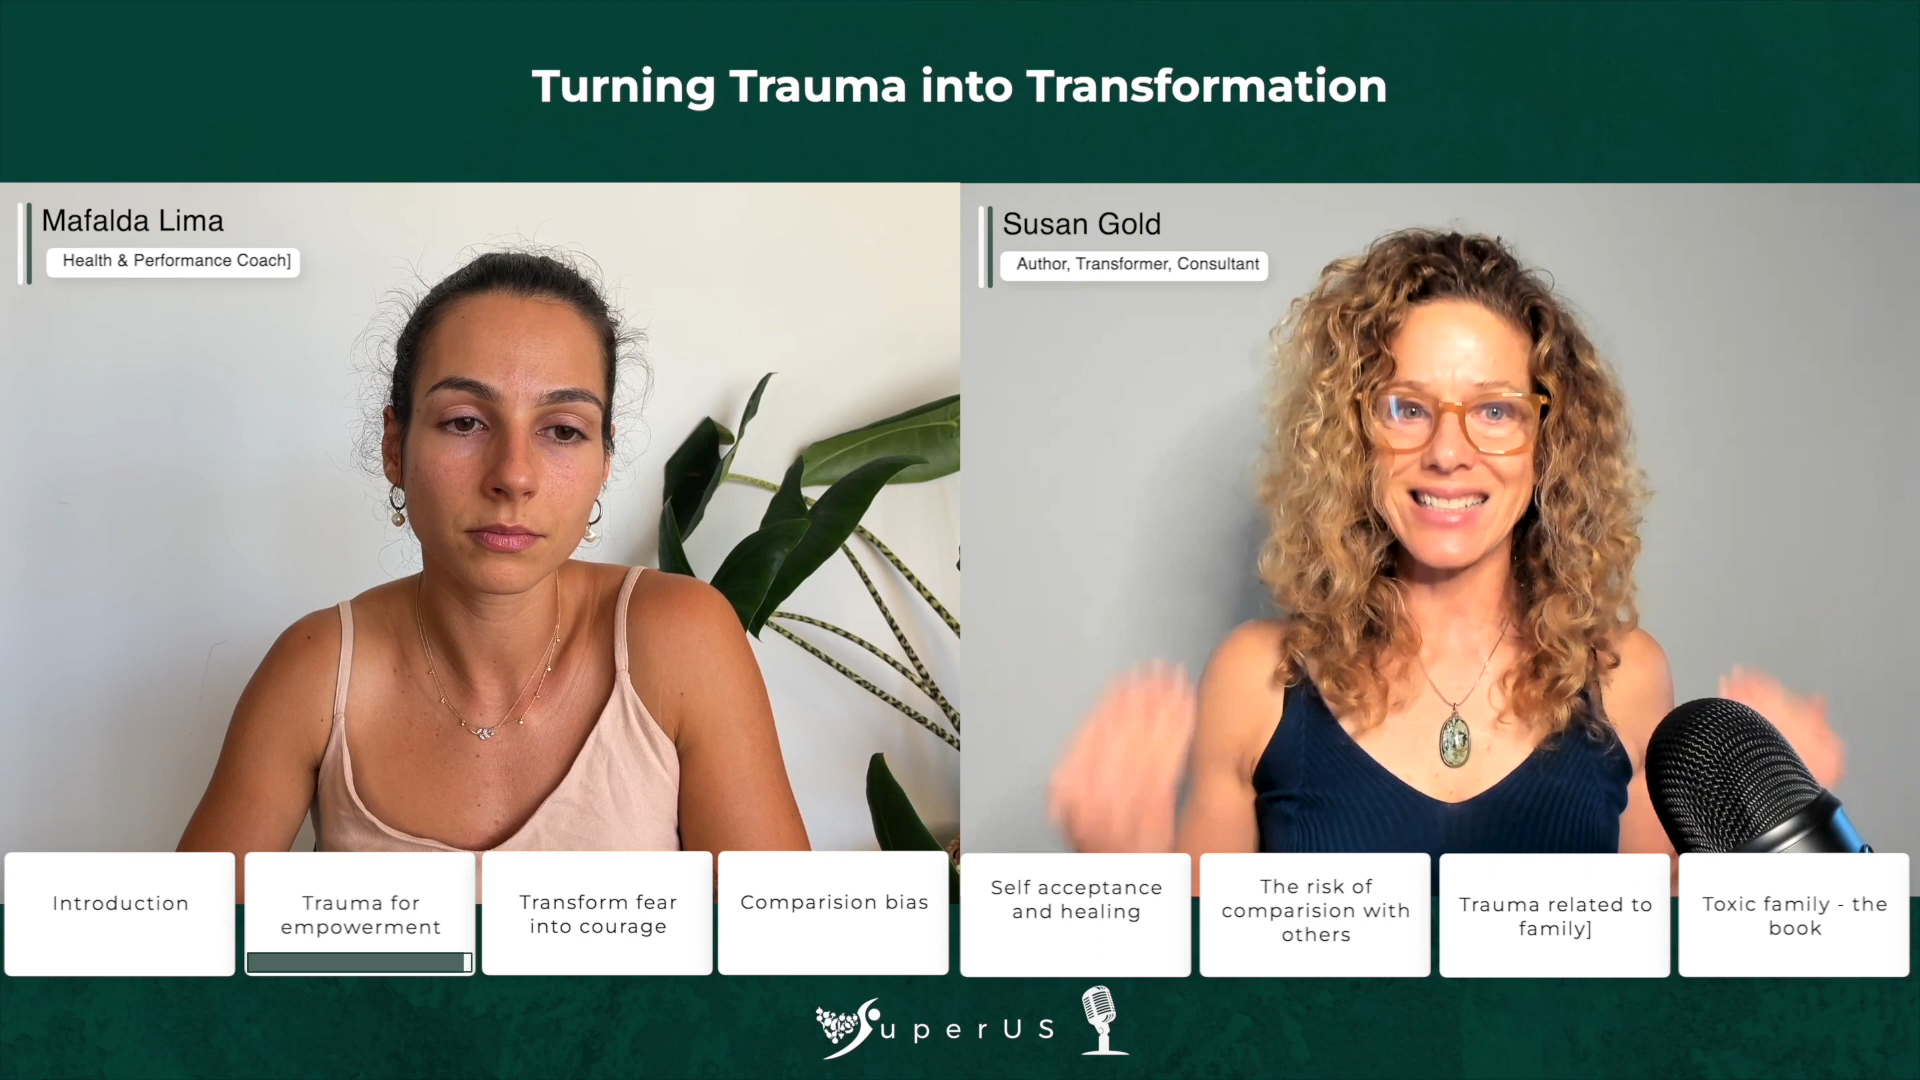 Turning Trauma into Transformation
Mafalda Lima
Health & Performance Coach]
Susan Gold
Author, Transformer, Consultant
Introduction
Trauma for
empowerment
Transform fear
into courage
Comparision bias
Self acceptance
and healing
The risk of
comparision with
others
Trauma related to
family]
Toxic family - the
book
SuperUS